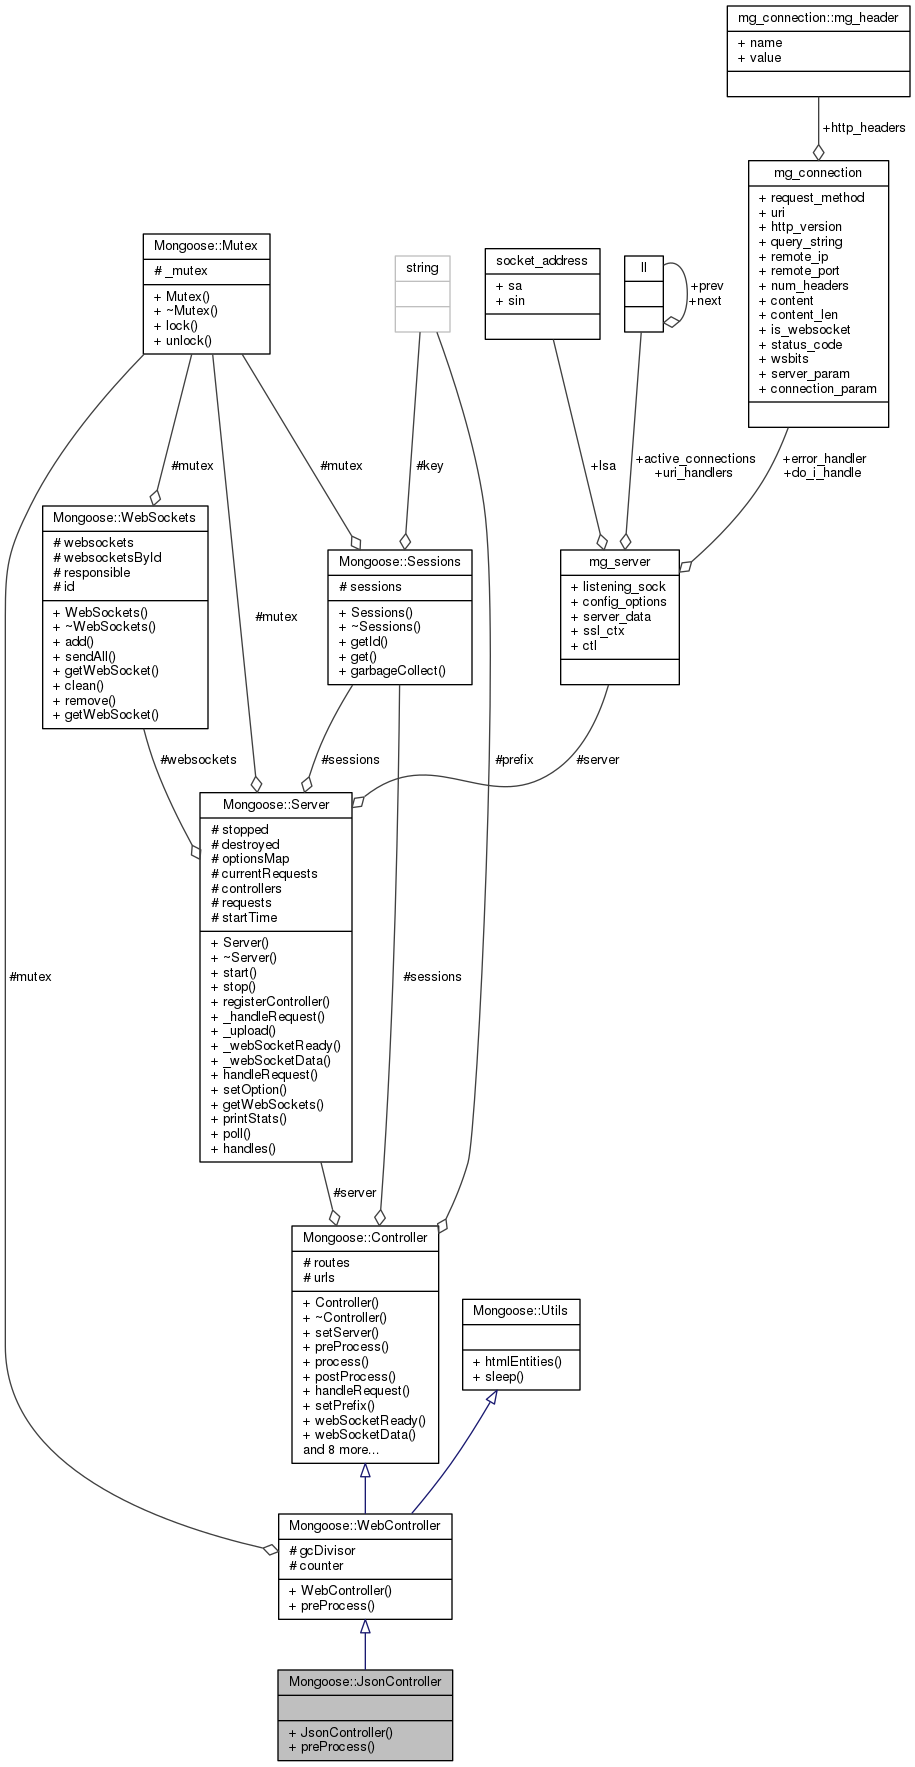 mg_connection::mg_header
+ name
+ value
+http_headers
mg_connection
+ request_method
+ uri
+ http_version
+ query_string
+ remote_ip
+ remote_port
+ num_headers
+ content
+ content_len
+ is_websocket
+ status_code
+ wsbits
+ server_param
+ connection_param
Mongoose::Mutex
# _mutex
+ Mutex()
+ ~Mutex()
+ lock()
+ unlock()
string
socket_address
+ sa
+ sin
ll
+prev
+next
#mutex
#mutex
#key
+lsa
+active_connections
+uri_handlers
+error_handler
+do_i_handle
Mongoose::WebSockets
# websockets
# websocketsById
# responsible
# id
+ WebSockets()
+ ~WebSockets()
+ add()
+ sendAll()
+ getWebSocket()
+ clean()
+ remove()
+ getWebSocket()
#mutex
Mongoose::Sessions
# sessions
+ Sessions()
+ ~Sessions()
+ getId()
+ get()
+ garbageCollect()
mg_server
+ listening_sock
+ config_options
+ server_data
+ ssl_ctx
+ ctl
#websockets
#sessions
#prefix
#server
Mongoose::Server
# stopped
# destroyed
# optionsMap
# currentRequests
# controllers
# requests
# startTime
+ Server()
+ ~Server()
+ start()
+ stop()
+ registerController()
+ _handleRequest()
+ _upload()
+ _webSocketReady()
+ _webSocketData()
+ handleRequest()
+ setOption()
+ getWebSockets()
+ printStats()
+ poll()
+ handles()
#mutex
#sessions
#server
Mongoose::Controller
# routes
# urls
+ Controller()
+ ~Controller()
+ setServer()
+ preProcess()
+ process()
+ postProcess()
+ handleRequest()
+ setPrefix()
+ webSocketReady()
+ webSocketData()
and 8 more...
Mongoose::Utils
+ htmlEntities()
+ sleep()
Mongoose::WebController
# gcDivisor
# counter
+ WebController()
+ preProcess()
Mongoose::JsonController
+ JsonController()
+ preProcess()